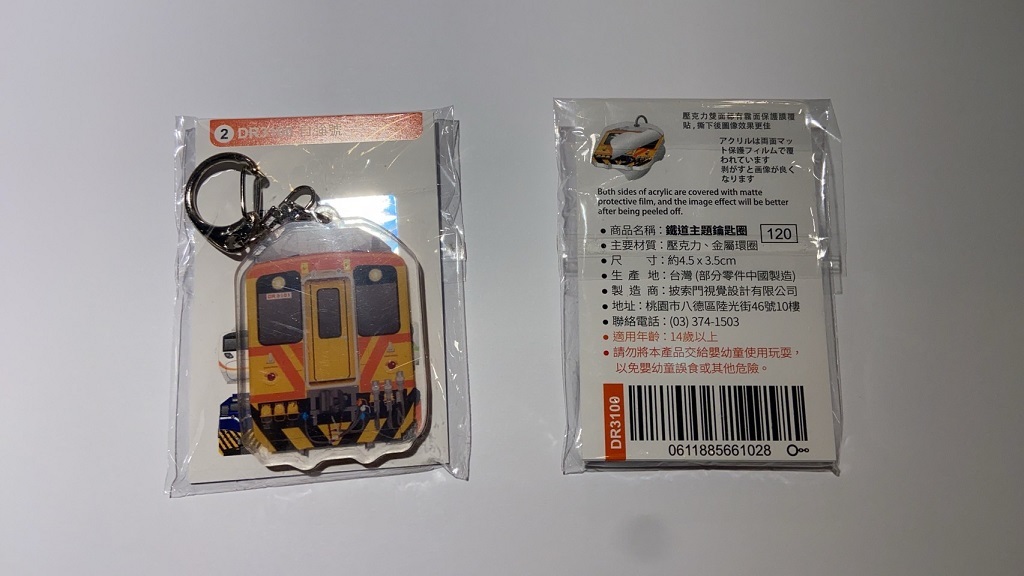 2 DR3100 自強號
DR3101
壓克力雙面都有霧面保護膜覆
貼，撕下後圖像效果更佳
アクリルは両面マッ
ト保護フィルムで覆
われています
剥がすと画像が良く
なります
Both sides of acrylic are covered with matte
protective film, and the image effect will be better
after being peeled off.
• 商品名稱：鐵道主題鑰匙圈 120
• 主要材質：壓克力、金屬環圈
• 尺 寸：約4.5 x 3.5cm
• 生 產 地：台灣 (部分零件中國製造)
• 製 造 商：披索門視覺設計有限公司
• 地址：桃園市八德區陸光街46號10樓
• 聯絡電話：(03) 374-1503
• 適用年齡：14歲以上
• 請勿將本產品交給嬰幼童使用玩耍，
以免嬰幼童誤食或其他危險。
DR3100
0611885661028